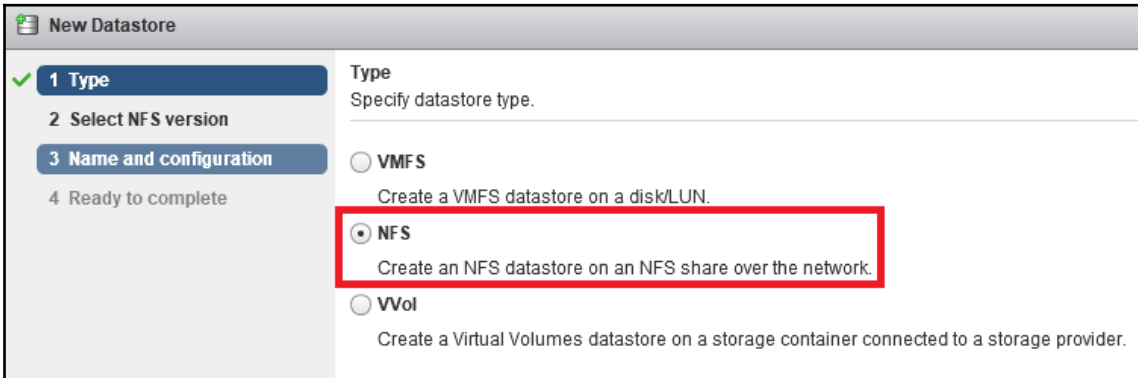 New Datastore
1 Type
2 Select NFS version
3 Name and configuration
4 Ready to complete
Type
Specify datastore type.
VMFS
Create a VMFS datastore on a disk/LUN.
NFS
Create an NFS datastore on an NFS share over the network.
VVol
Create a Virtual Volumes datastore on a storage container connected to a storage provider.